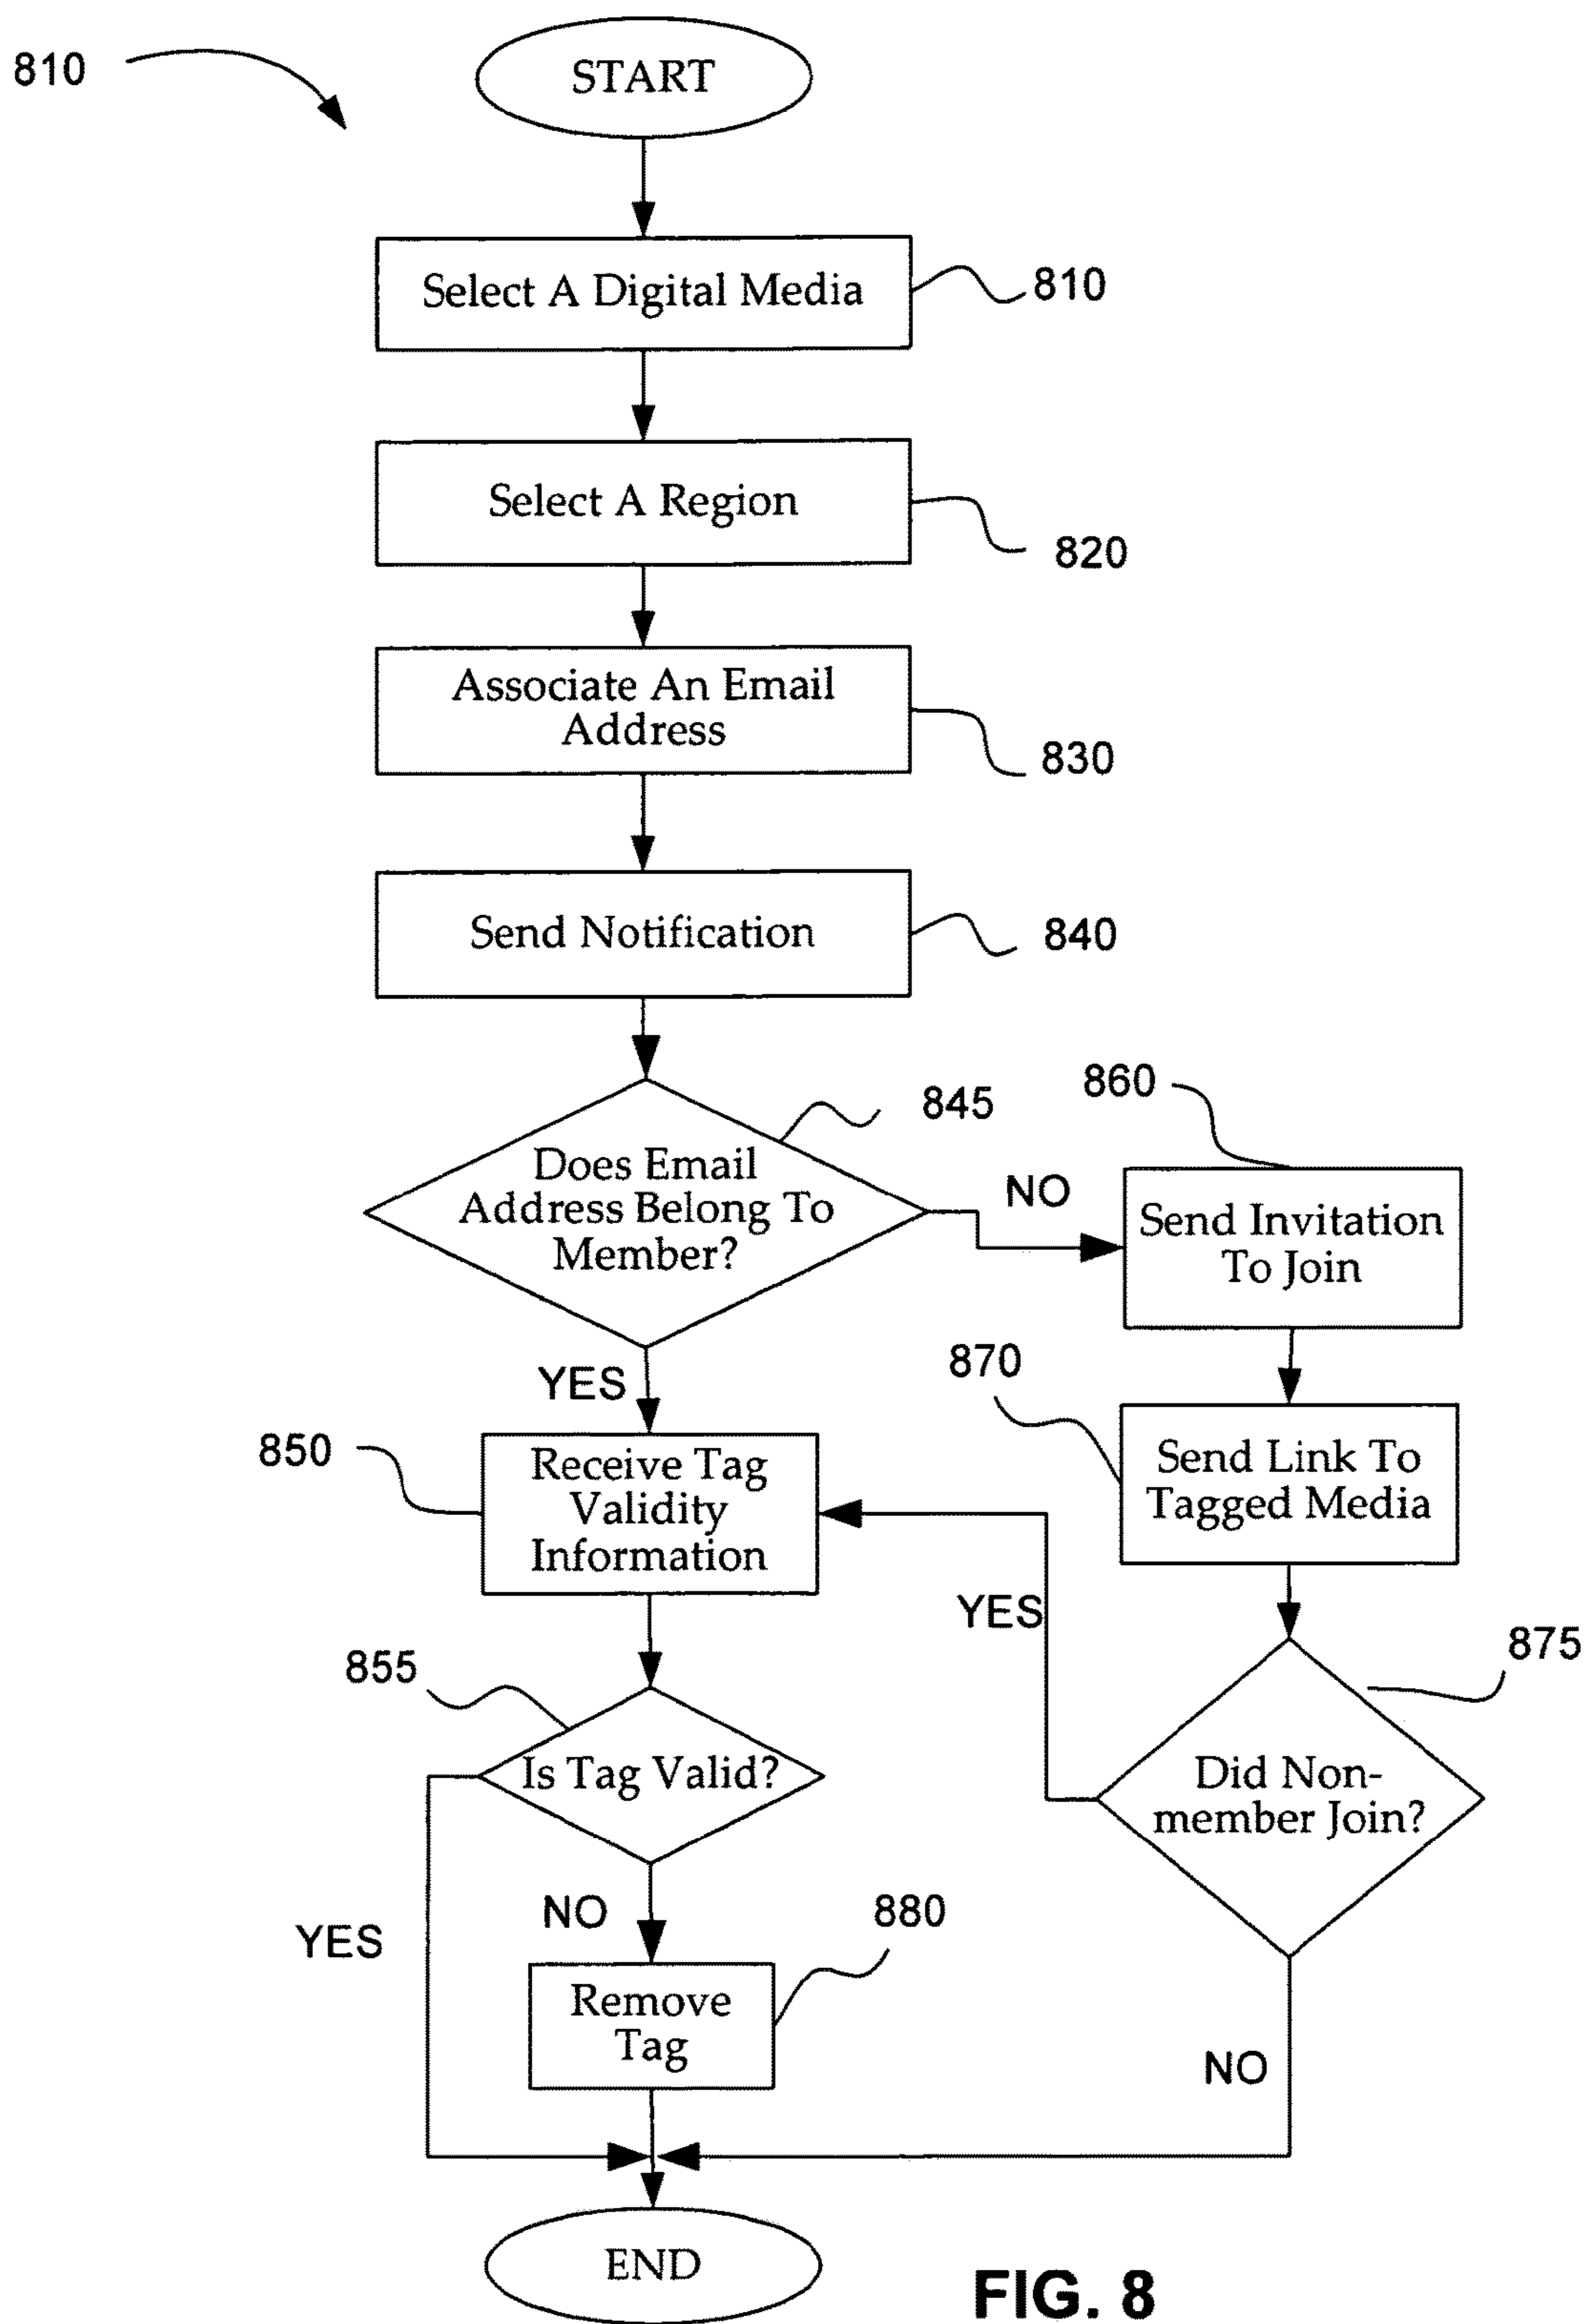 810
START
Select A Digital Media
810
Select A Region
820
Associate An Email
Address
830
Send Notification
840
Does Email
Address Belong To
Member?
845
NO
860
Send Invitation
To Join
YES
870
Send Link To
Tagged Media
850
Receive Tag
Validity
Information
YES
875
Did Non-
member Join?
855
Is Tag Valid?
YES
NO
880
Remove
Tag
NO
END
FIG. 8